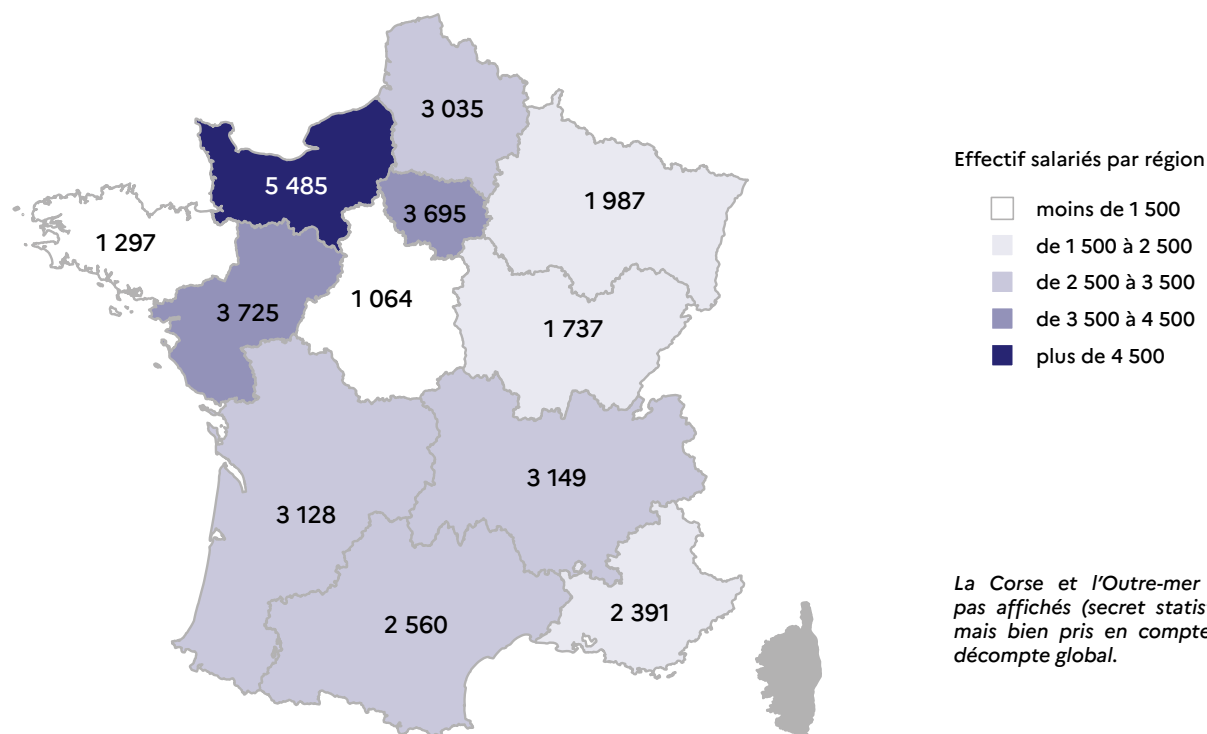 3 035
5 485
3 695
1 987
1 297
3 725
1 064
1 737
3 149
3 128
2 560
2 391
Effectif salariés par région
moins de 1 500
de 1 500 à 2 500
de 2 500 à 3 500
de 3 500 à 4 500
plus de 4 500
La Corse et l'Outre-mer
pas affichés (secret statis
mais bien pris en compte
décompte global.